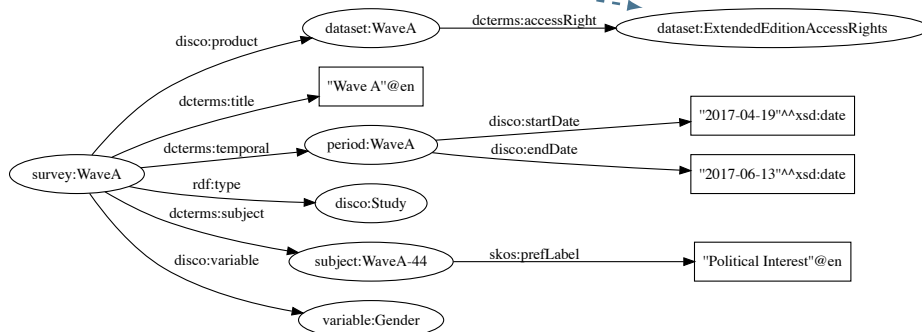 disco:product
dataset:WaveA
dcterms:accessRight
dataset:ExtendedEditionAccessRights
dcterms:title
"Wave A"@en
survey:WaveA
dcterms:temporal
period:WaveA
disco:startDate
"2017-04-19"^^xsd:date
disco:endDate
"2017-06-13"^^xsd:date
rdf:type
disco:Study
dcterms:subject
subject:WaveA-44
skos:prefLabel
"Political Interest"@en
disco:variable
variable:Gender